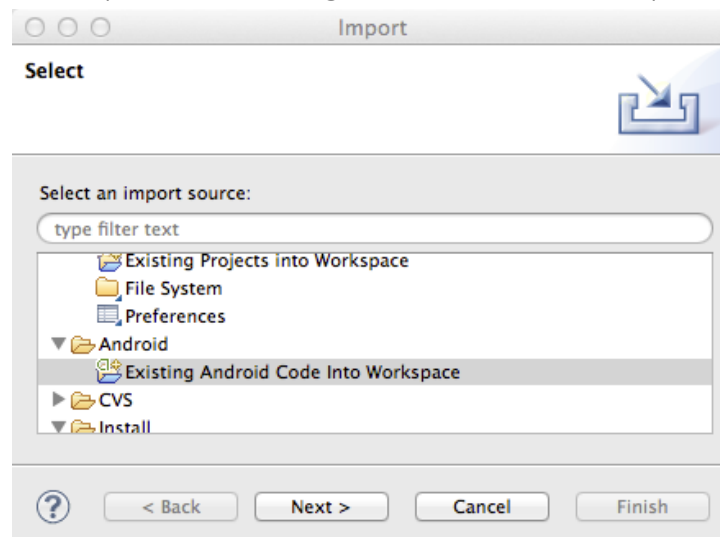 Import
Select
Select an import source:
type filter text
Existing Projects into Workspace
File System
Preferences
Android
Existing Android Code Into Workspace
CVS
Install
? < Back Next > Cancel Finish